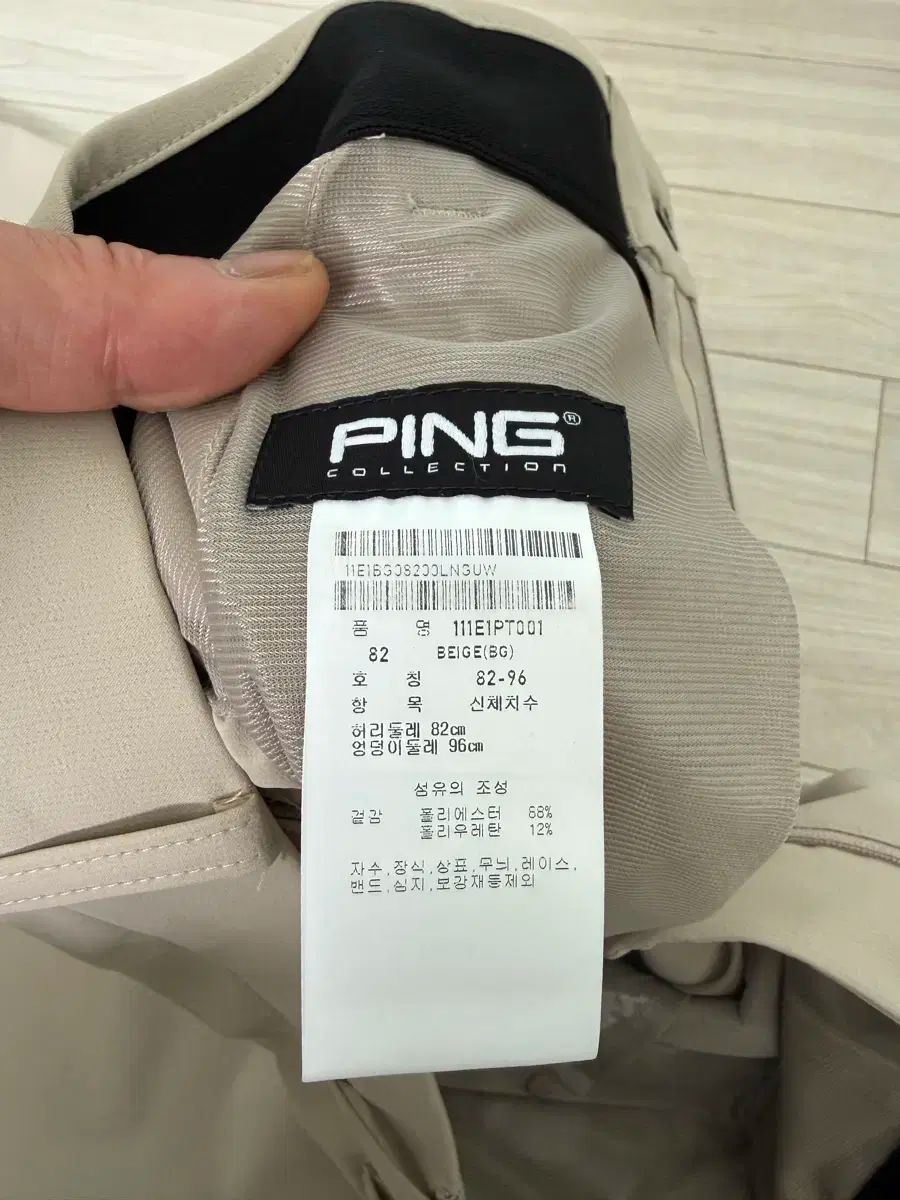 PING®
COLLECTION
11E1BG08200LNGUW
품 명 111E1PT001
82 BEIGE(BG)
호 칭 82-96
항 목 신체치수
허리둘레 82㎝
엉덩이둘레 96㎝
섬유의 조성
겉감 폴리에스터 88%
폴리우레탄 12%
자수,장식,상표,무늬,레이스,
밴드,심지,보강재등제외